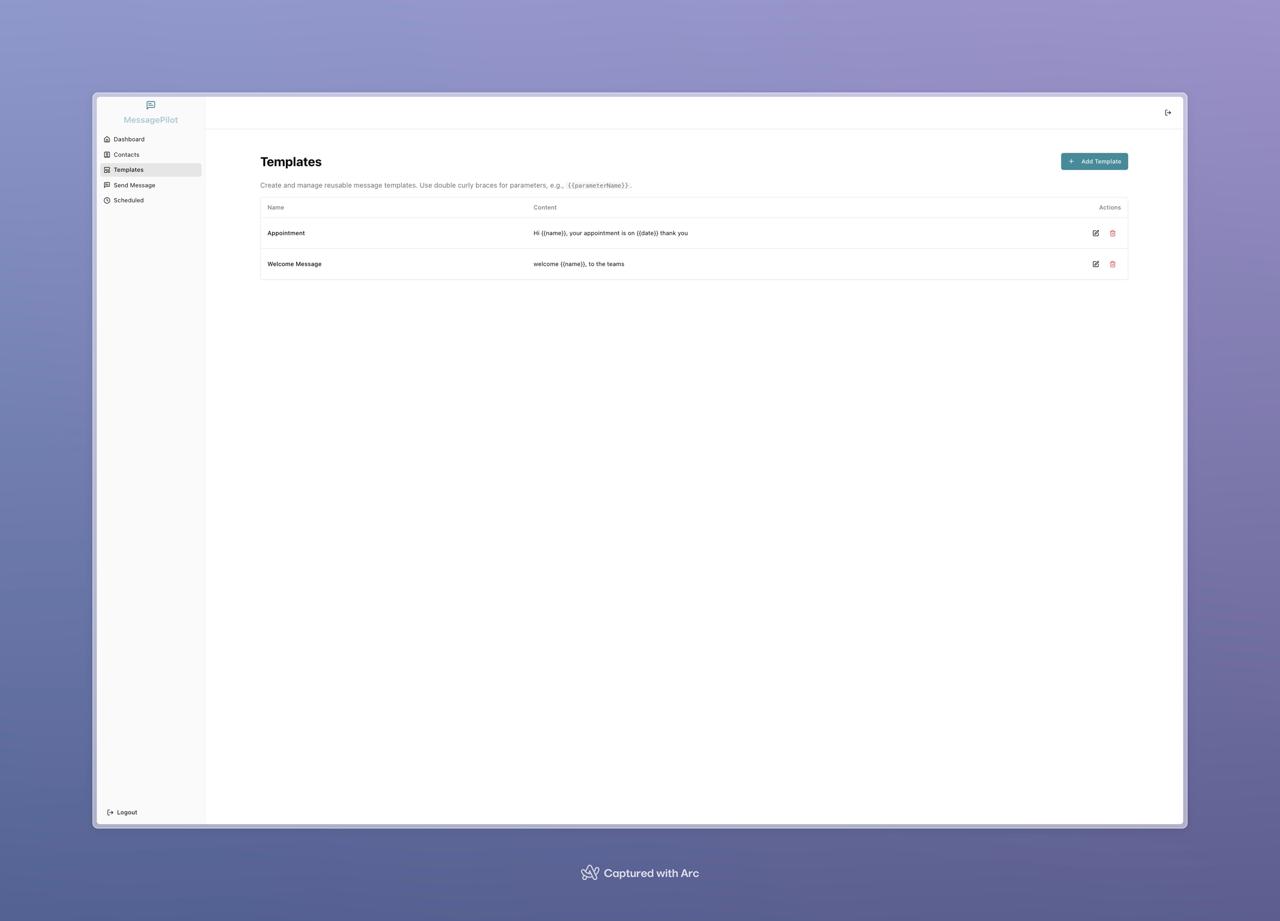 MessagePilot
Dashboard
Contacts
Templates
Send Message
Scheduled
Logout
Templates
Add Template
Create and manage reusable message templates. Use double curly braces for parameters, e.g., {{parameterName}}.
Name Content Actions
Appointment Hi {{name}}, your appointment is on {{date}} thank you
Welcome Message welcome {{name}}, to the teams
Captured with Arc